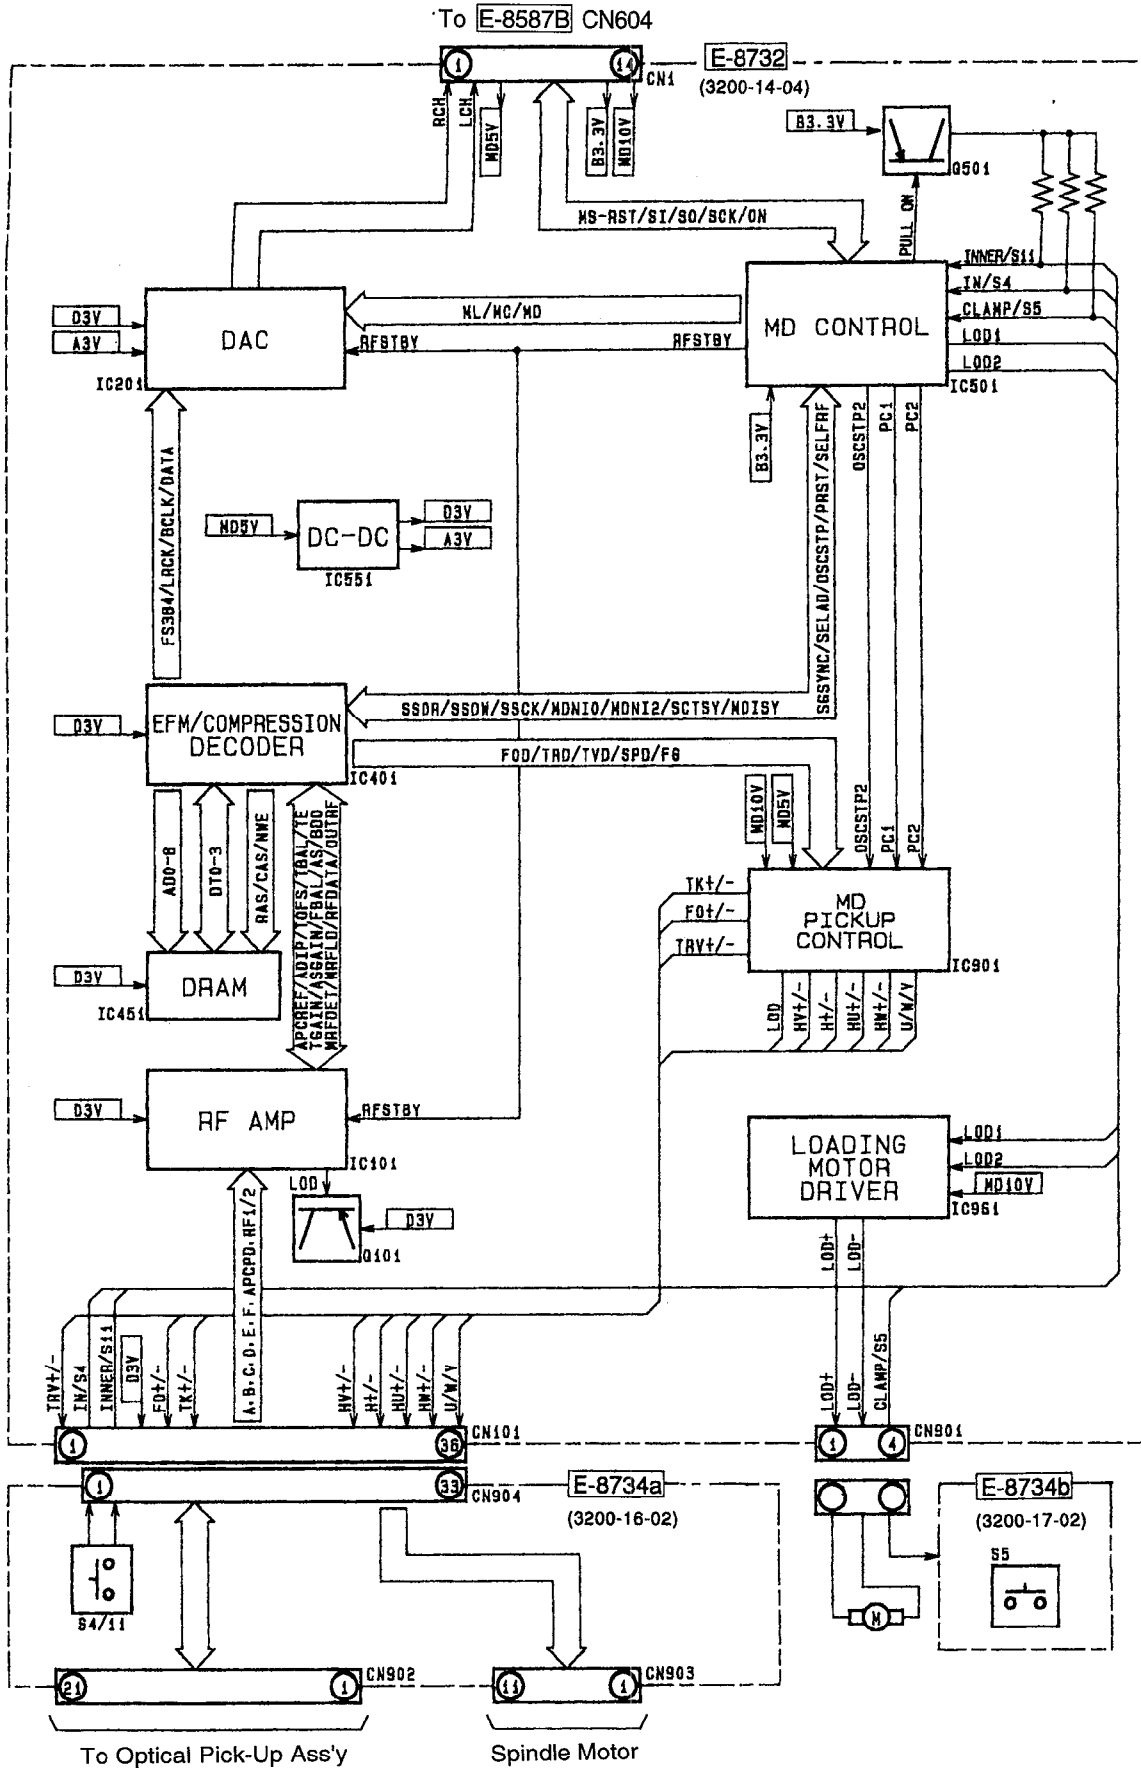 To E-8587B CN604
1
14
CN1
E-8732
(3200-14-04)
RCH
LCH
MD5V
B3.3V
MD10V
B3.3V
Q501
MS-RST/SI/SO/SCK/ON
PULL ON
INNER/S11
IN/S4
CLAMP/S5
LOD1
LOD2
D3V
A3V
DAC
IC201
ML/MC/MD
RFSTBY
RFSTBY
MD CONTROL
IC501
B3.3V
SGSYNC/SELAD/OSCSTP/PRST/SELFRF
OSCSTP2
PC1
PC2
FS384/LRCK/BCLK/DATA
MD5V
DC-DC
IC551
D3V
A3V
D3V
EFM/COMPRESSION
DECODER
IC401
SSDR/SSDW/SSCK/MDNI0/MDNI2/SCTSY/MDISY
FOD/TRD/TVD/SPD/FG
MD10V
MD5V
OSCSTP2
PC1
PC2
AD0-8
DT0-3
RAS/CAS/NWE
APCREF/ADIP/TOFS/TBAL/TE
TGAIN/ASGAIN/FBAL/AS/BDO
MRFDET/NRFLD/RFDATA/OUTRF
TK+/-
FO+/-
TRV+/-
MD
PICKUP
CONTROL
IC901
D3V
DRAM
IC451
LOD
HV+/-
H+/-
HU+/-
HW+/-
U/W/V
D3V
RF AMP
IC101
RFSTBY
LOD
D3V
Q101
LOADING
MOTOR
DRIVER
IC951
LOD1
LOD2
MD10V
LOD+
LOD-
A,B,C,D,E,F,APCPD,RF1/2
TRV+/-
IN/S4
INNER/S11
D3V
FO+/-
TK+/-
HV+/-
H+/-
HU+/-
HW+/-
U/W/V
LOD+
LOD-
CLAMP/S5
1
36
CN101
1
4
CN901
1
33
CN904
E-8734a
(3200-16-02)
E-8734b
(3200-17-02)
S5
S4/11
M
21
1
CN902
11
1
CN903
To Optical Pick-Up Ass'y
Spindle Motor